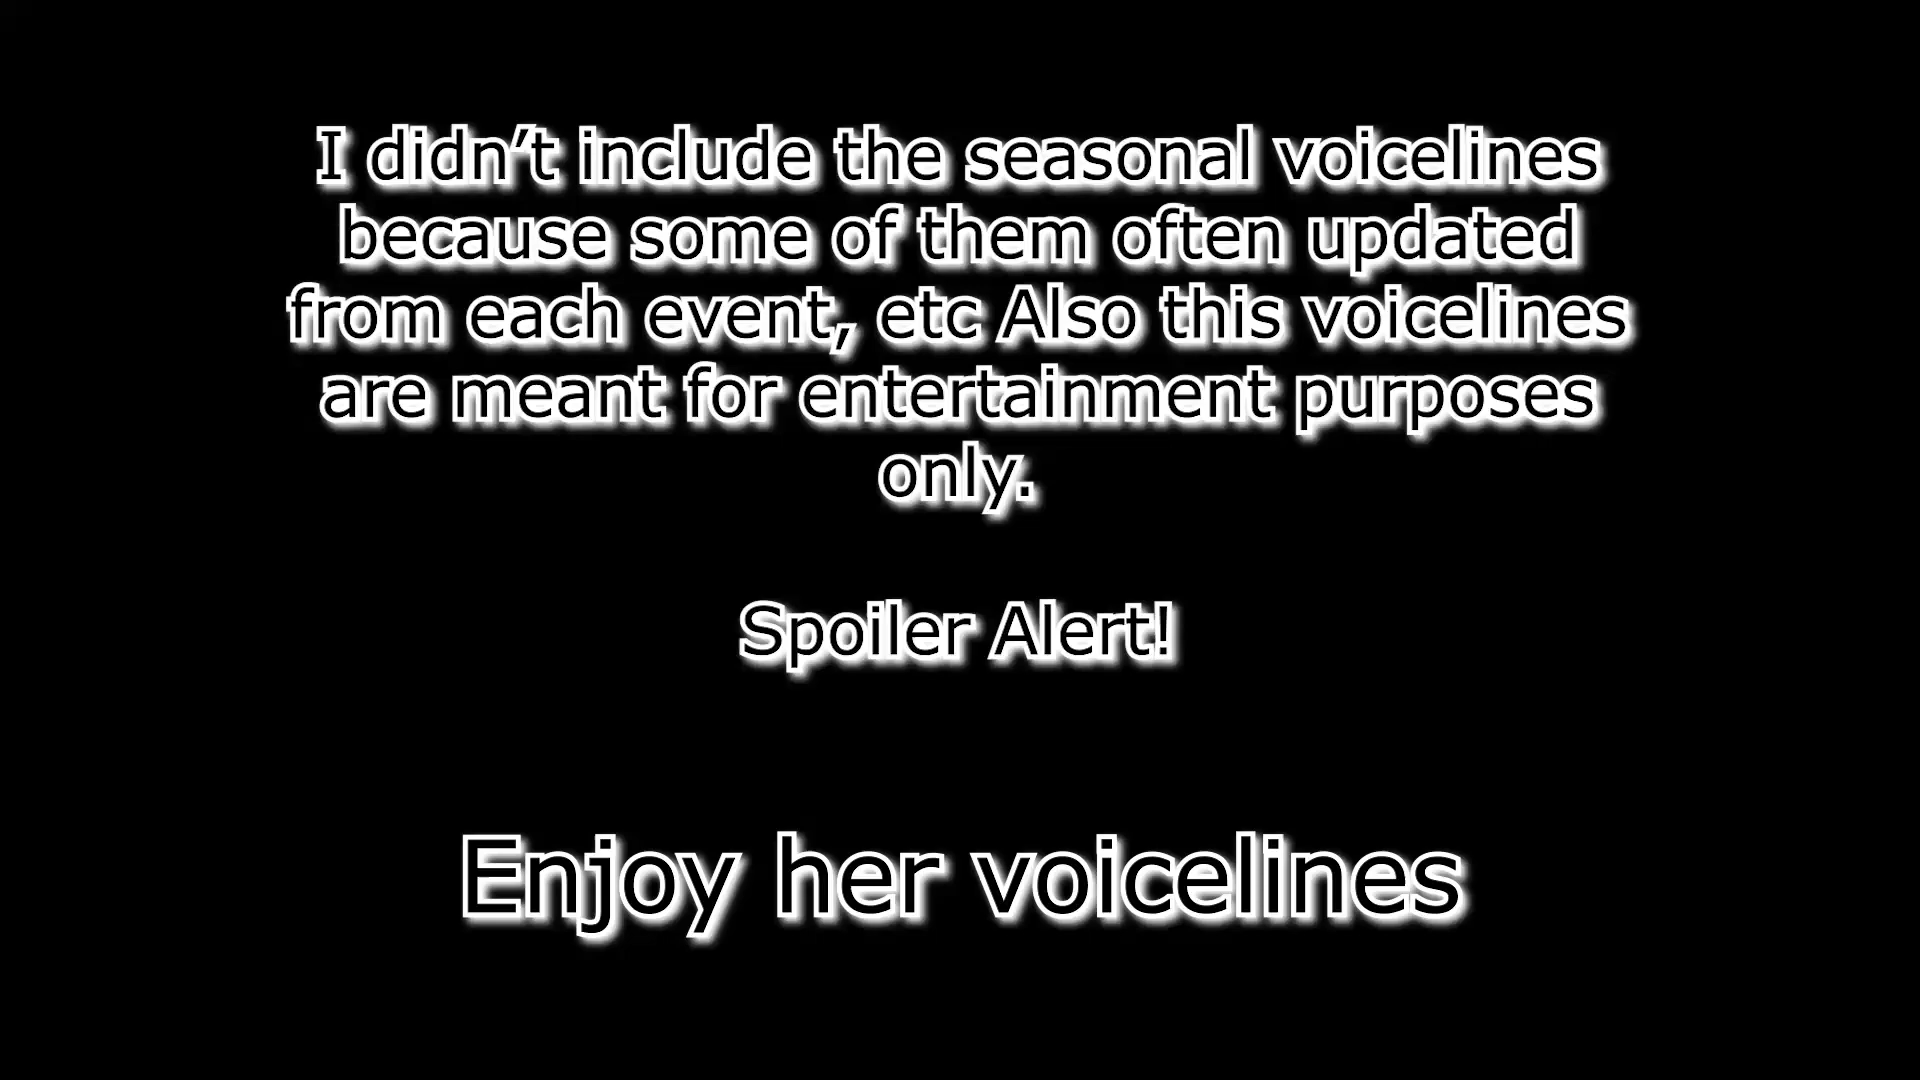 I didn’t include the seasonal voicelines
because some of them often updated
from each event, etc Also this voicelines
are meant for entertainment purposes
only.
Spoiler Alert!
Enjoy her voicelines